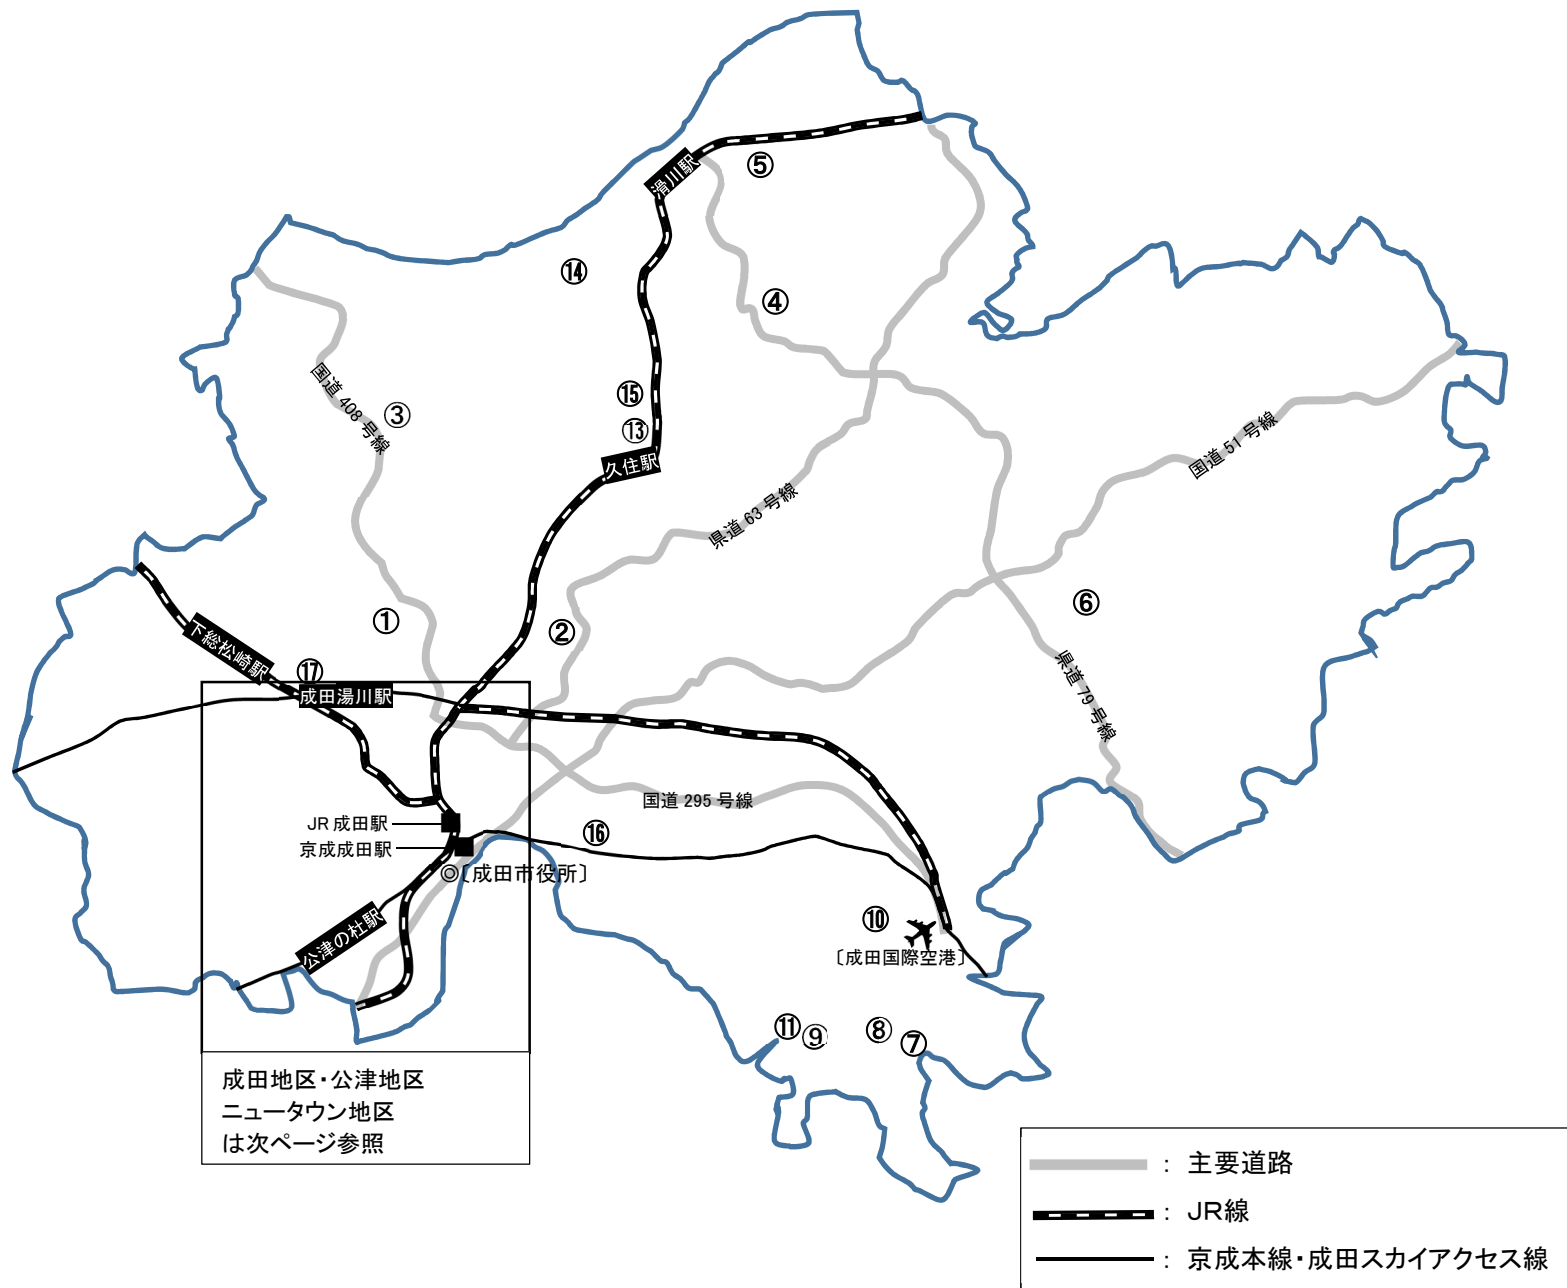 滑川駅
⑤
⑭
④
国道408号線
③
⑮
⑬
久住駅
国道51号線
県道63号線
①
②
⑥
下総松崎駅
⑰
成田湯川駅
県道79号線
国道295号線
JR成田駅
京成成田駅
⑯
◎〔成田市役所〕
公津の杜駅
⑩
〔成田国際空港〕
⑪
⑨
⑧
⑦
成田地区・公津地区
ニュータウン地区
は次ページ参照
： 主要道路
： JR線
： 京成本線・成田スカイアクセス線